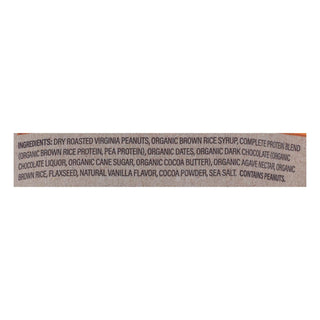 INGREDIENTS: DRY ROASTED VIRGINIA PEANUTS, ORGANIC BROWN RICE SYRUP, COMPLETE PROTEIN BLEND
(ORGANIC BROWN RICE PROTEIN, PEA PROTEIN), ORGANIC DATES, ORGANIC DARK CHOCOLATE (ORGANIC
CHOCOLATE LIQUOR, ORGANIC CANE SUGAR, ORGANIC COCOA BUTTER), ORGANIC AGAVE NECTAR, ORGANIC
BROWN RICE, FLAXSEED, NATURAL VANILLA FLAVOR, COCOA POWDER, SEA SALT. CONTAINS PEANUTS.